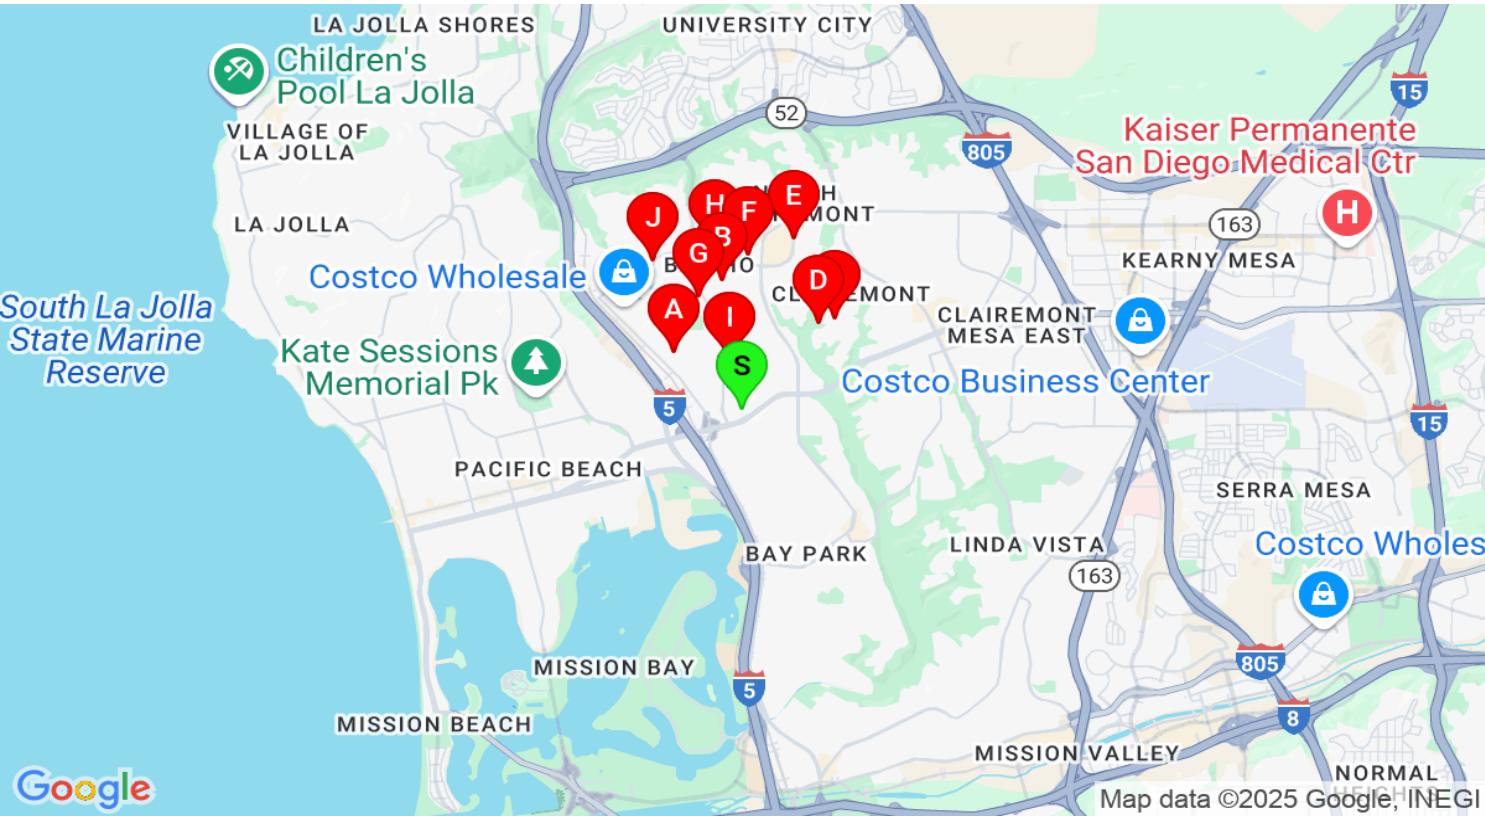 LA JOLLA SHORES
UNIVERSITY CITY
Children's
Pool La Jolla
15
52
VILLAGE OF
LA JOLLA
Kaiser Permanente
San Diego Medical Ctr
805
H
E
H
F
J
LA JOLLA
163
B
G
KEARNY MESA
Costco Wholesale
D
South La Jolla
State Marine
Reserve
A
I
CLAIREMONT
MESA EAST
Kate Sessions
Memorial Pk
S
Costco Business Center
5
15
PACIFIC BEACH
SERRA MESA
BAY PARK
LINDA VISTA
Costco Wholes
163
MISSION BAY
805
5
MISSION BEACH
8
MISSION VALLEY
NORMAL
HEIGHTS
Google
Map data ©2025 Google, INEGI